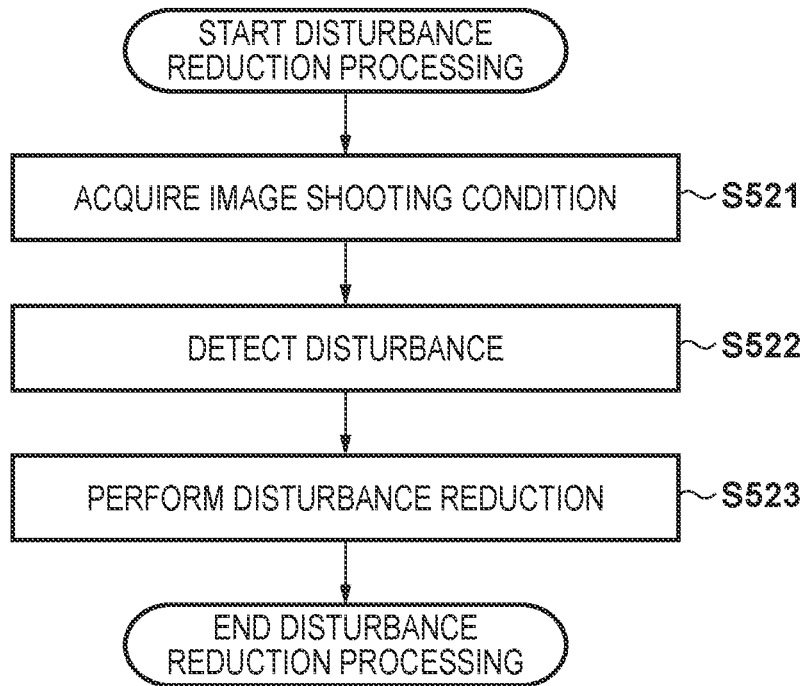 START DISTURBANCE
REDUCTION PROCESSING
ACQUIRE IMAGE SHOOTING CONDITION
S521
DETECT DISTURBANCE
S522
PERFORM DISTURBANCE REDUCTION
S523
END DISTURBANCE
REDUCTION PROCESSING